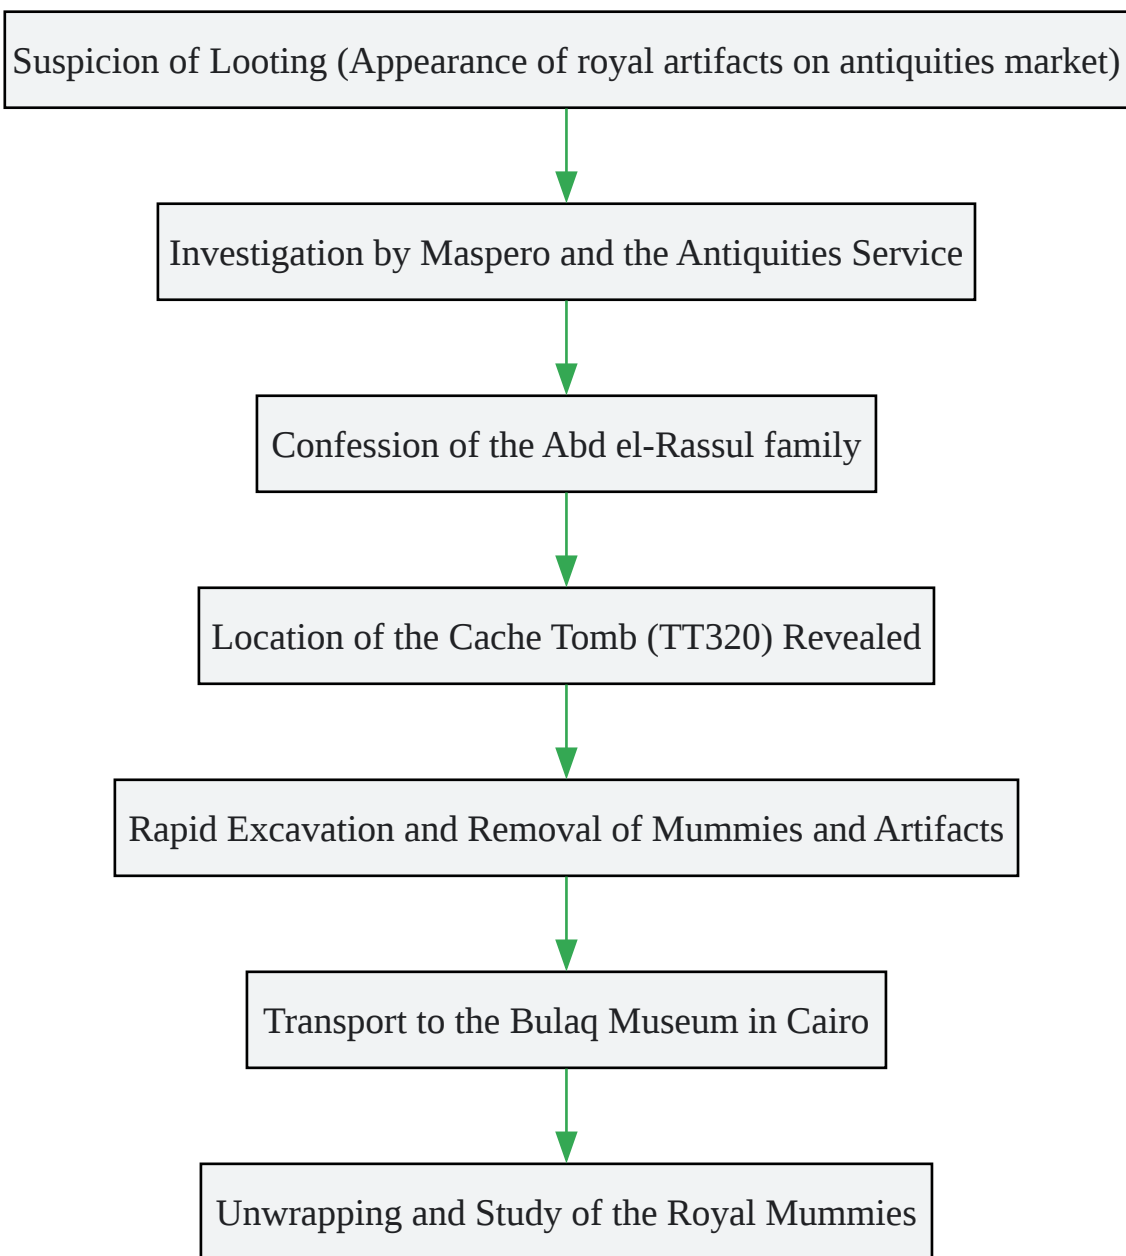 Suspicion of Looting (Appearance of royal artifacts on antiquities market)
Investigation by Maspero and the Antiquities Service
Confession of the Abd el-Rassul family
Location of the Cache Tomb (TT320) Revealed
Rapid Excavation and Removal of Mummies and Artifacts
Transport to the Bulaq Museum in Cairo
Unwrapping and Study of the Royal Mummies